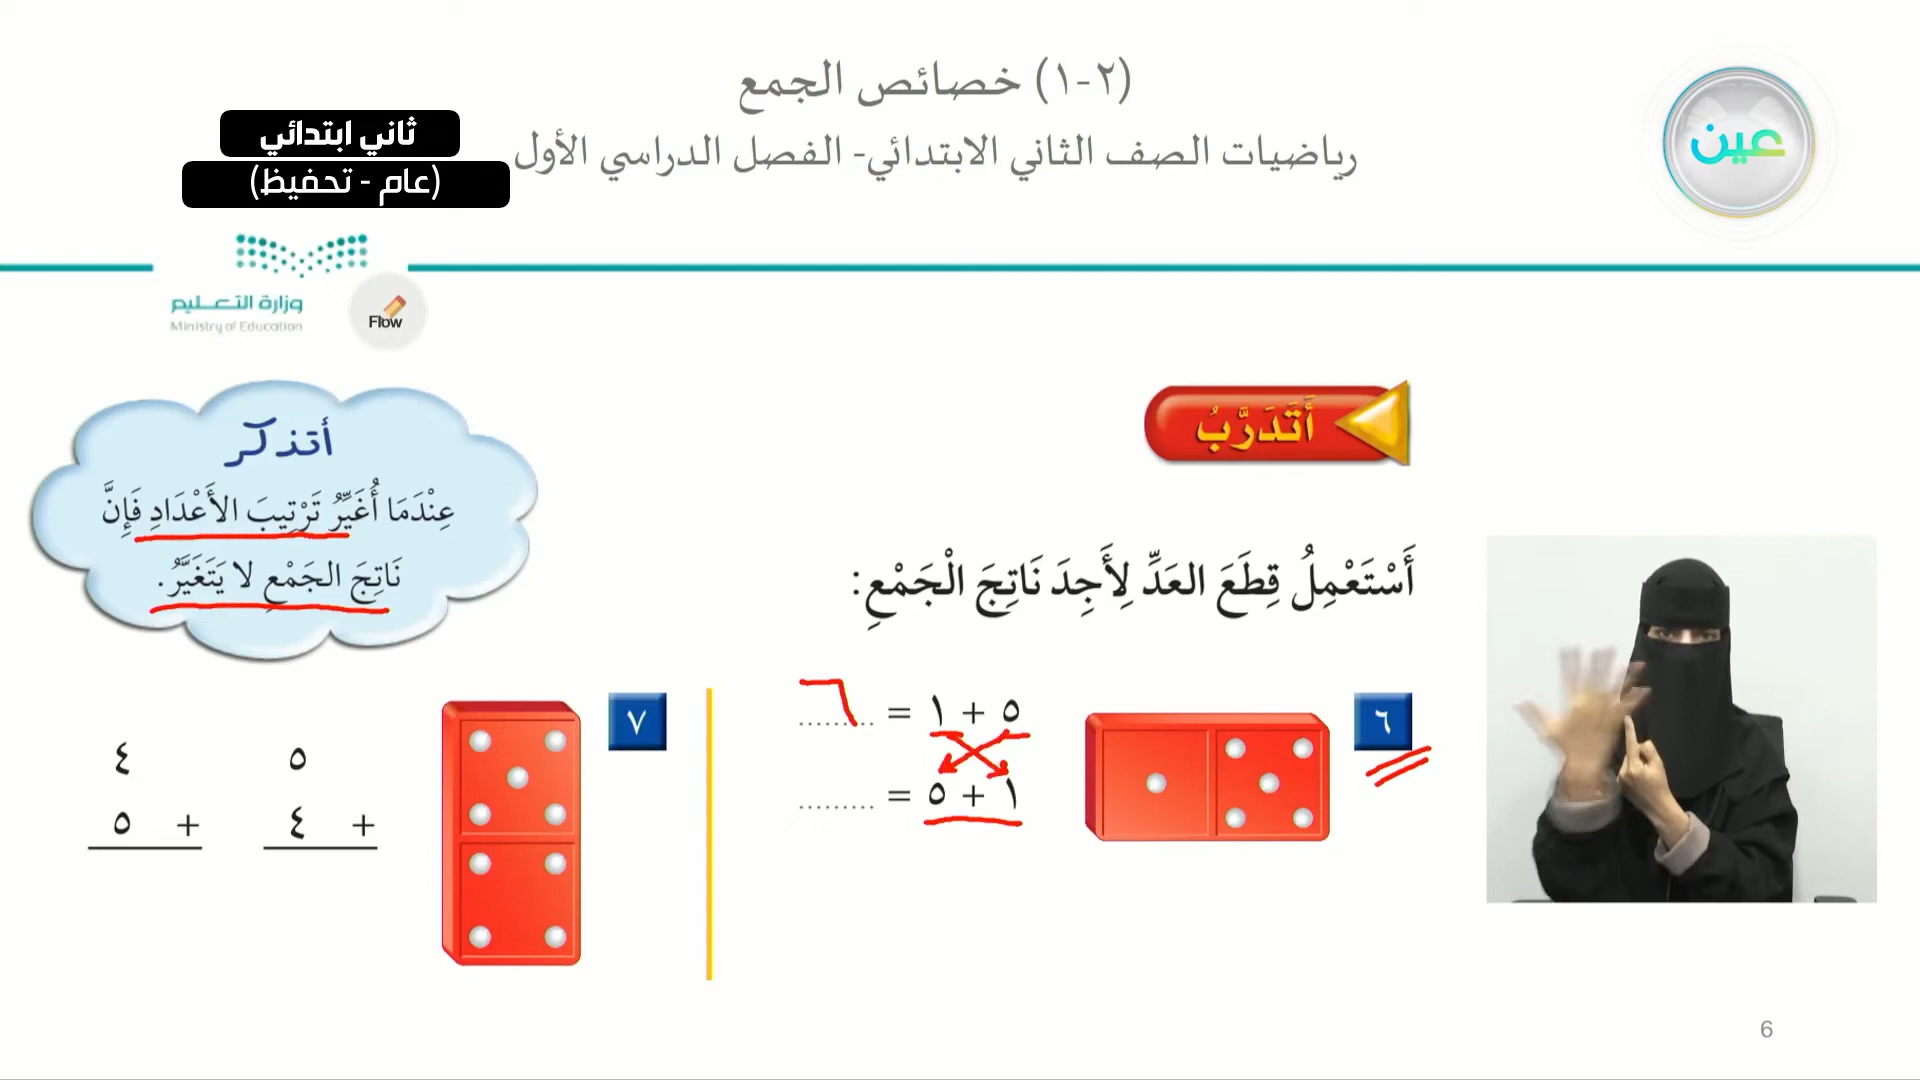 (٢-١) خصائص الجمع
رياضيات الصف الثاني الابتدائي- الفصل الدراسي الأول
ثاني ابتدائي
(عام - تحفيظ)
عين
وزارة التعليم
Ministry of Education
Flow
أَتَدَرَّبُ
أتذكر
عِنْدَمَا أُغَيِّرُ تَرْتِيبَ الأَعْدَادِ فَإِنَّ
نَاتِجَ الجَمْعِ لا يَتَغَيَّرُ.
أَسْتَعْمِلُ قِطَعَ العَدِّ لِأَجِدَ نَاتِجَ الْجَمْعِ:
٦
٥ + ١ = ٦
١ + ٥ = .........
٧
٥
+ ٤
٤
+ ٥
6